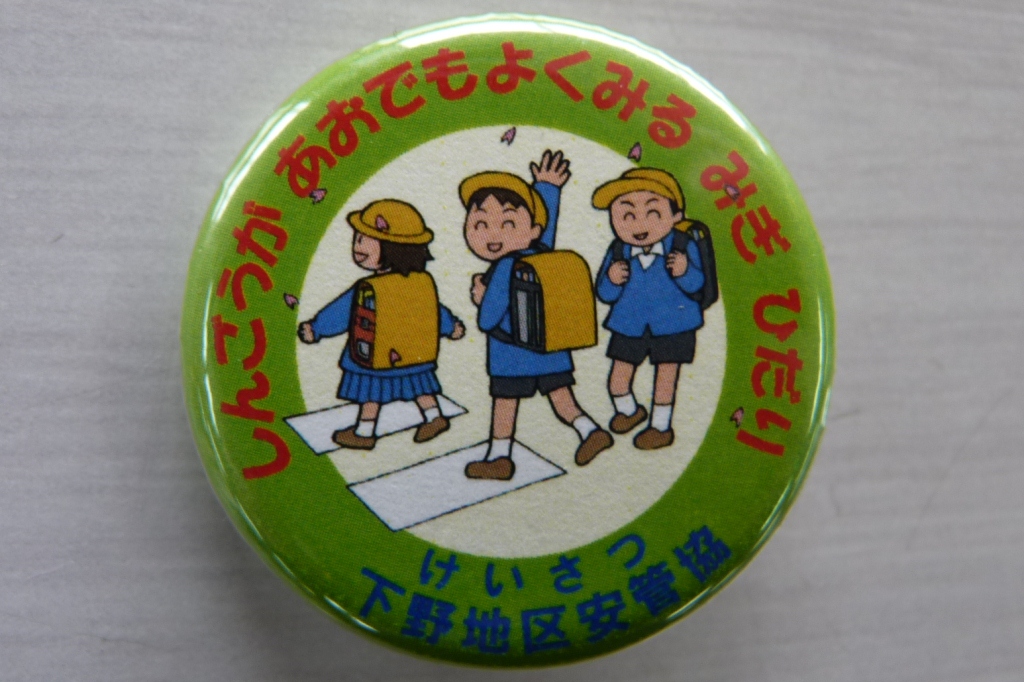 しんごうが あおでもよくみる みぎ ひだり
けいさつ
下野地区安管協